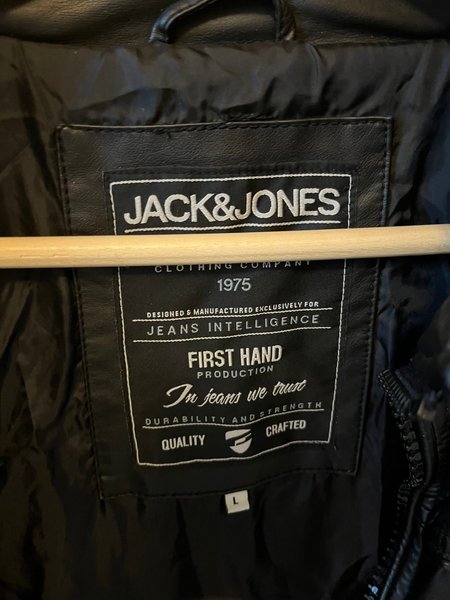 JACK&JONES
CLOTHING COMPANY
1975
DESIGNED & MANUFACTURED EXCLUSIVELY FOR
JEANS INTELLIGENCE
FIRST HAND
PRODUCTION
In jeans we trust
DURABILITY AND STRENGTH
QUALITY CRAFTED
L